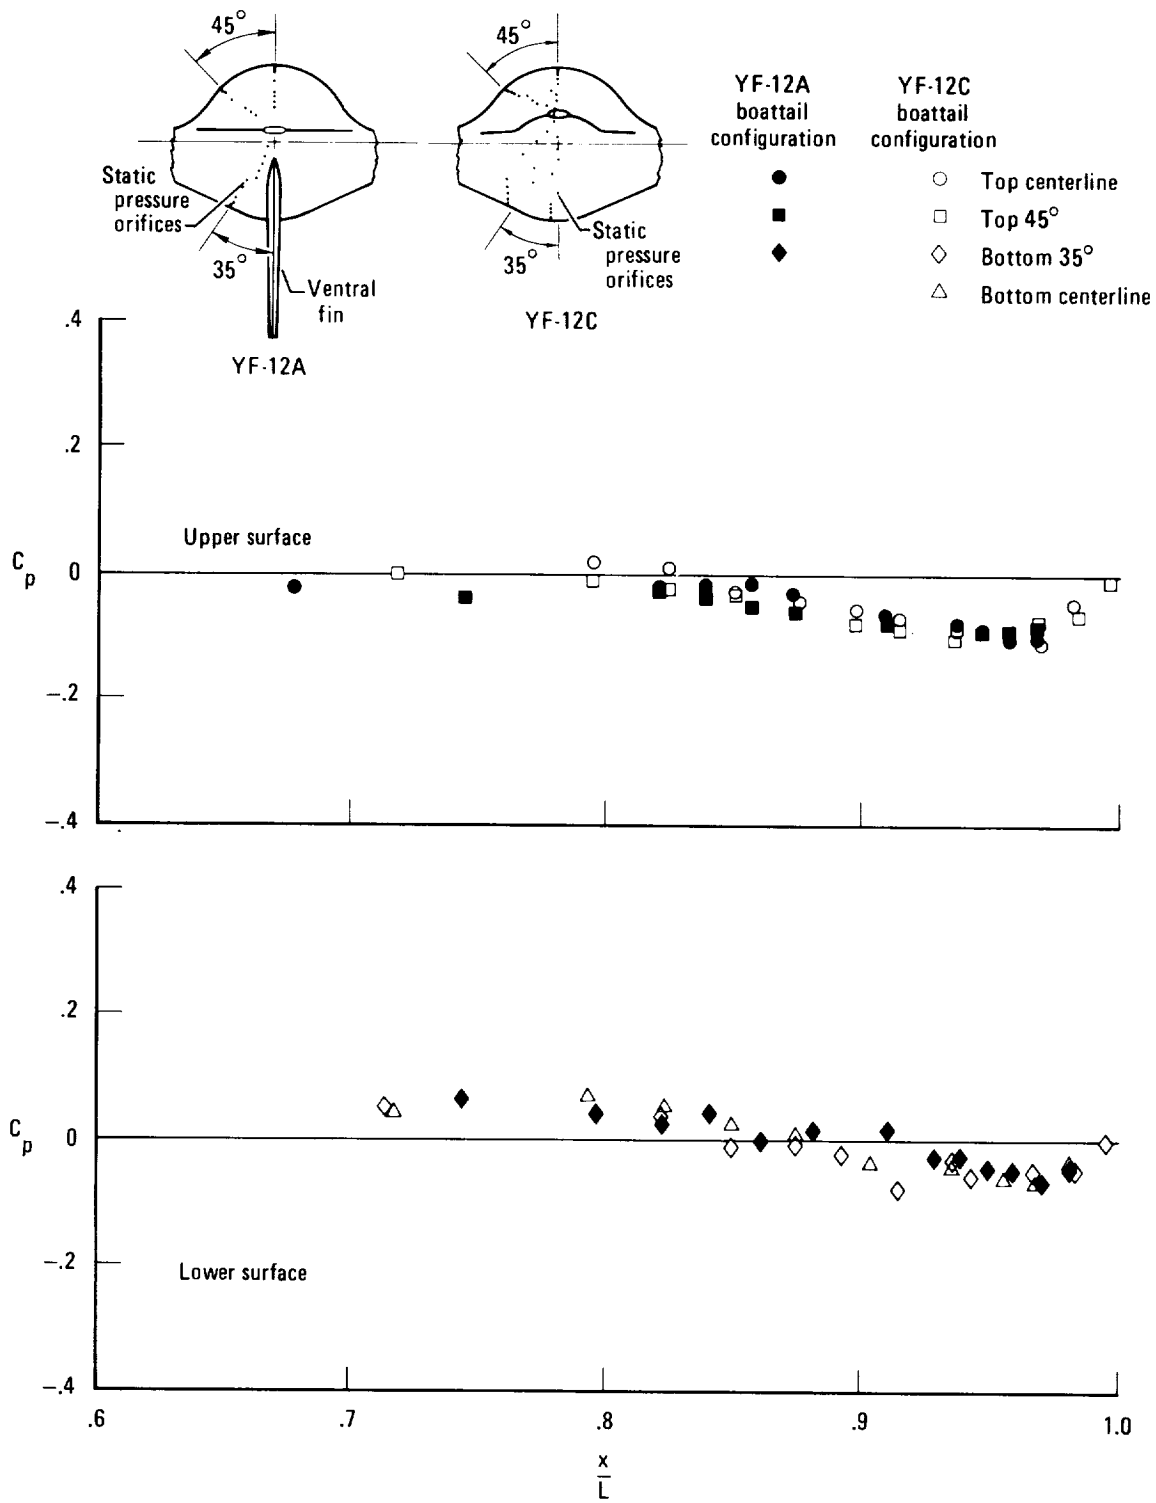 45°
45°
YF-12A
boattail
configuration
YF-12C
boattail
configuration
Static
pressure
orifices
Top centerline
Top 45°
Bottom 35°
Bottom centerline
35°
Ventral
fin
35°
Static
pressure
orifices
YF-12A
YF-12C
.4
.2
Upper surface
C
p
0
-.2
-.4
.4
.2
C
p
0
-.2
Lower surface
-.4
.6
.7
.8
.9
1.0
x
L